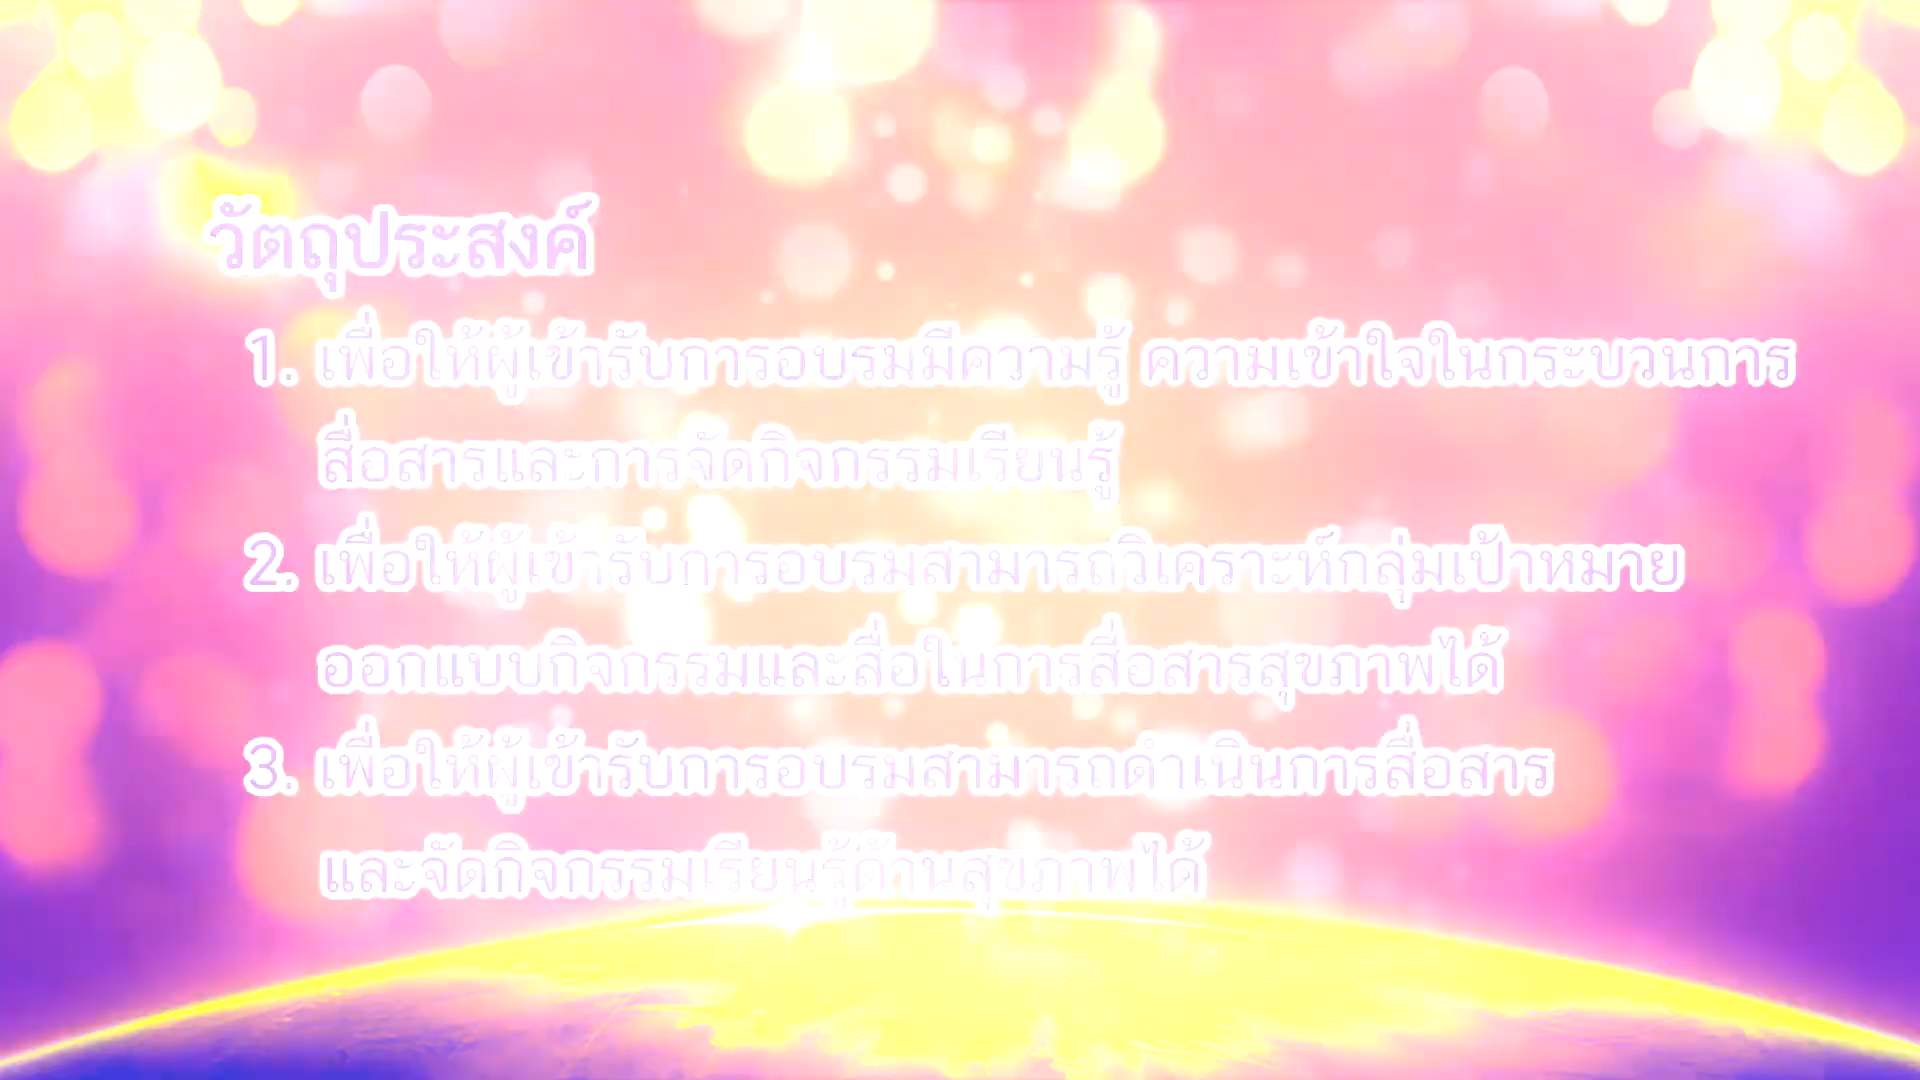 วัตถุประสงค์
1. เพื่อให้ผู้เข้ารับการอบรมมีความรู้ ความเข้าใจในกระบวนการ
สื่อสารและการจัดกิจกรรมเรียนรู้
2. เพื่อให้ผู้เข้ารับการอบรมสามารถวิเคราะห์กลุ่มเป้าหมาย
ออกแบบกิจกรรมและสื่อในการสื่อสารสุขภาพได้
3. เพื่อให้ผู้เข้ารับการอบรมสามารถดำเนินการสื่อสาร
และจัดกิจกรรมเรียนรู้ด้านสุขภาพได้